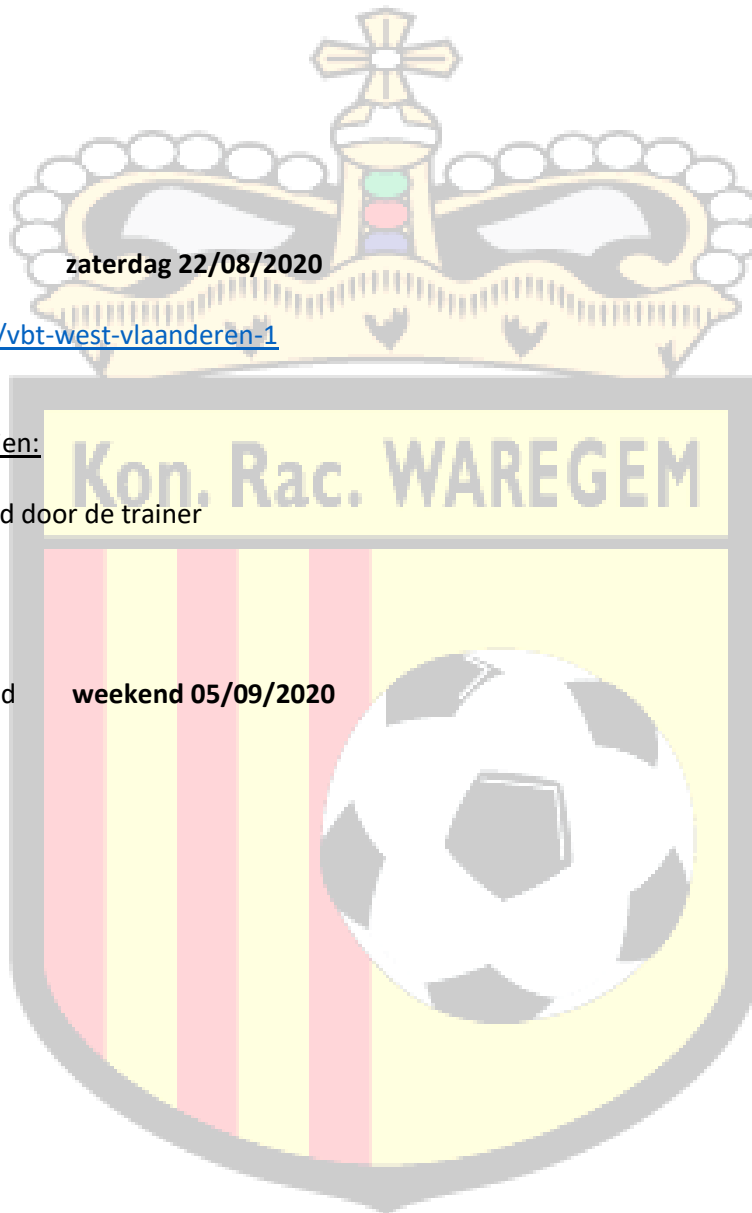 zaterdag 22/08/2020
/vbt-west-vlaanderen-1
en:
Kon. Rac. WAREGEM
d door de trainer
d weekend 05/09/2020